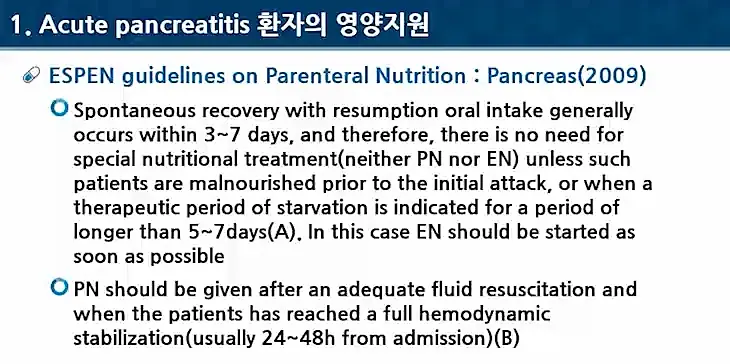 1. Acute pancreatitis 환자의 영양지원
ESPEN guidelines on Parenteral Nutrition : Pancreas(2009)
Spontaneous recovery with resumption oral intake generally
occurs within 3~7 days, and therefore, there is no need for
special nutritional treatment(neither PN nor EN) unless such
patients are malnourished prior to the initial attack, or when a
therapeutic period of starvation is indicated for a period of
longer than 5~7days(A). In this case EN should be started as
soon as possible
PN should be given after an adequate fluid resuscitation and
when the patients has reached a full hemodynamic
stabilization(usually 24~48h from admission)(B)